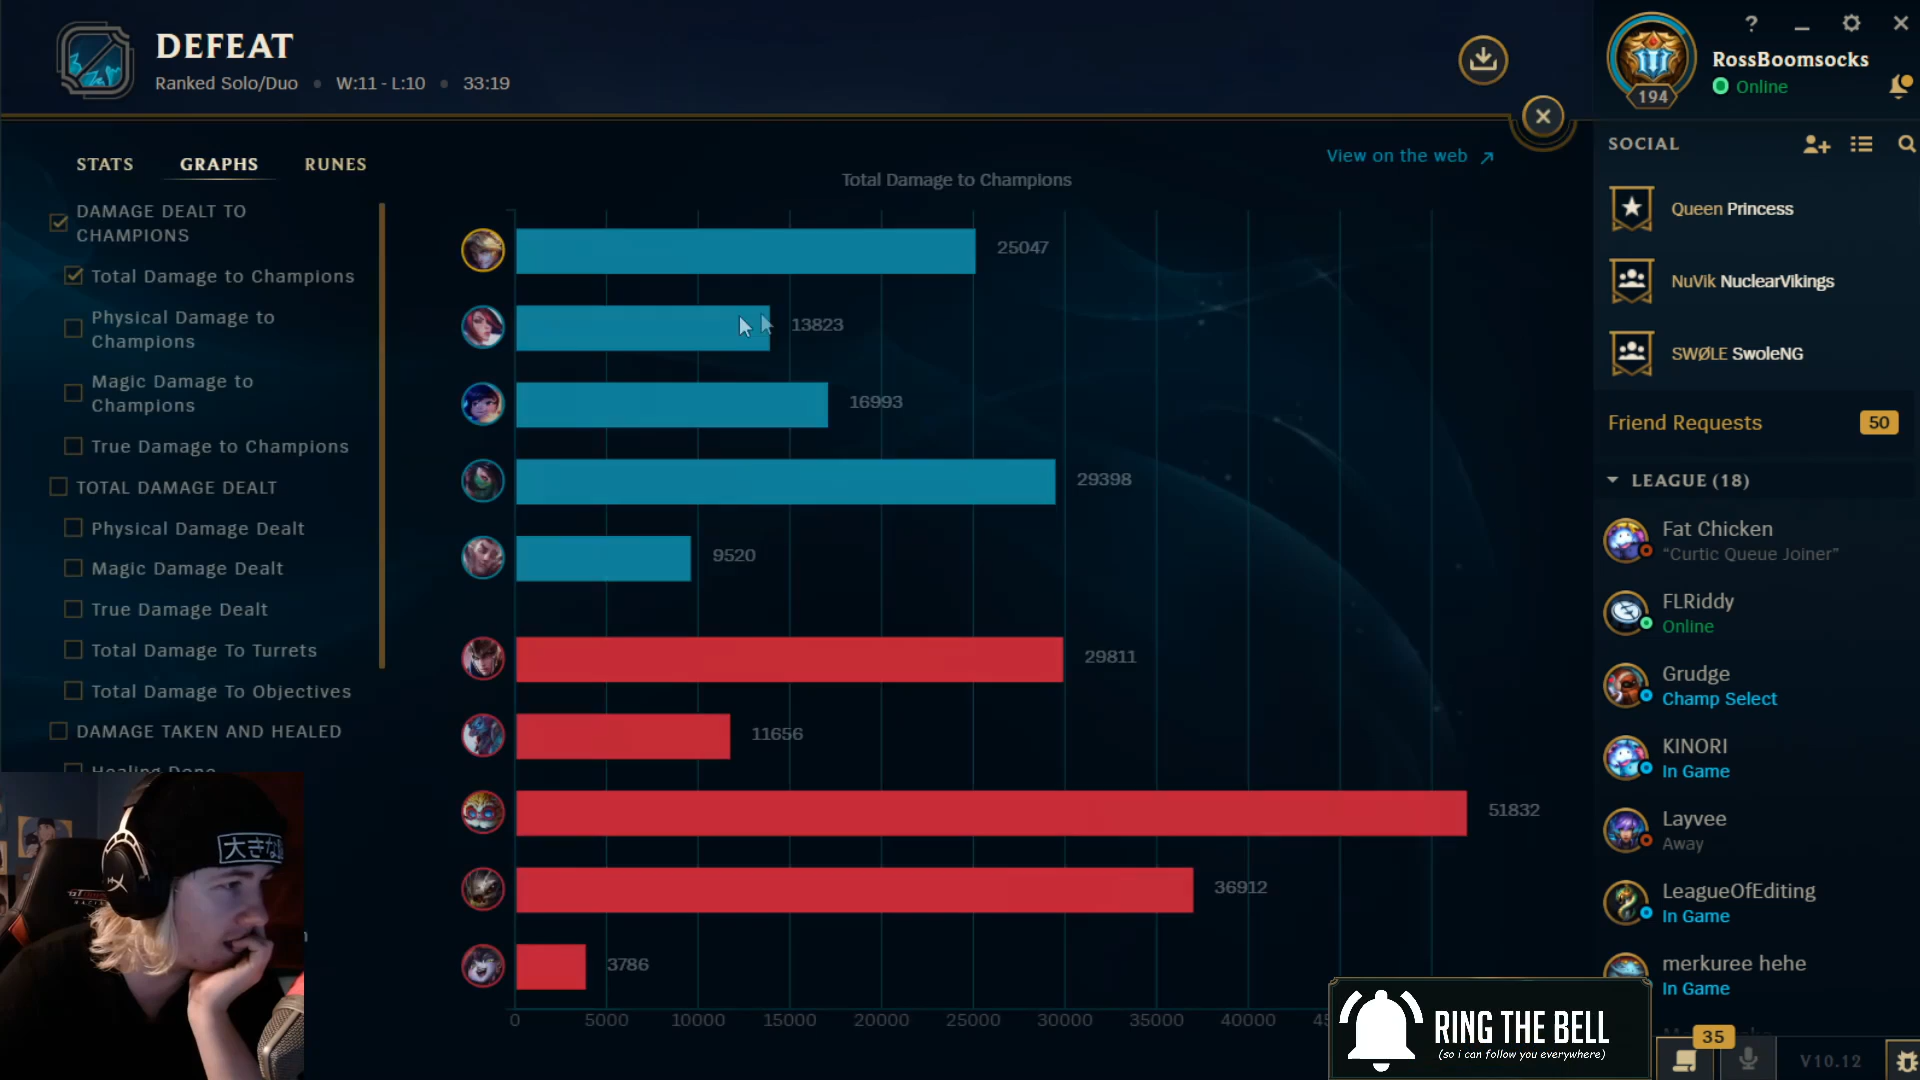 DEFEAT
Ranked Solo/Duo • W:11 - L:10 • 33:19
?
RossBoomsocks
Online
194
STATS
GRAPHS
RUNES
View on the web
Total Damage to Champions
DAMAGE DEALT TO
CHAMPIONS
Total Damage to Champions
Physical Damage to
Champions
Magic Damage to
Champions
True Damage to Champions
TOTAL DAMAGE DEALT
Physical Damage Dealt
Magic Damage Dealt
True Damage Dealt
Total Damage To Turrets
Total Damage To Objectives
DAMAGE TAKEN AND HEALED
Healing Done
25047
13823
16993
29398
9520
29811
11656
51832
36912
3786
0
5000
10000
15000
20000
25000
30000
35000
40000
SOCIAL
Queen Princess
NuVik NuclearVikings
SWØLE SwoleNG
Friend Requests
50
LEAGUE (18)
Fat Chicken
"Curtic Queue Joiner"
FLRiddy
Online
Grudge
Champ Select
KINORI
In Game
Layvee
Away
LeagueOfEditing
In Game
merkuree hehe
In Game
35
V10.12
RING THE BELL
(so i can follow you everywhere)
大きな